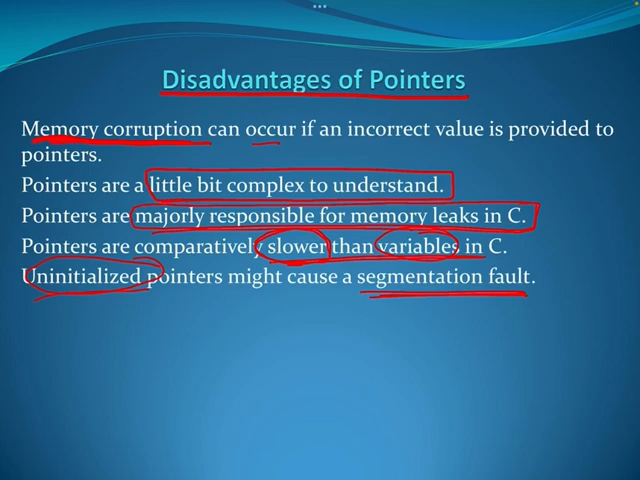 Disadvantages of Pointers
Memory corruption can occur if an incorrect value is provided to
pointers.
Pointers are a little bit complex to understand.
Pointers are majorly responsible for memory leaks in C.
Pointers are comparatively slower than variables in C.
Uninitialized pointers might cause a segmentation fault.